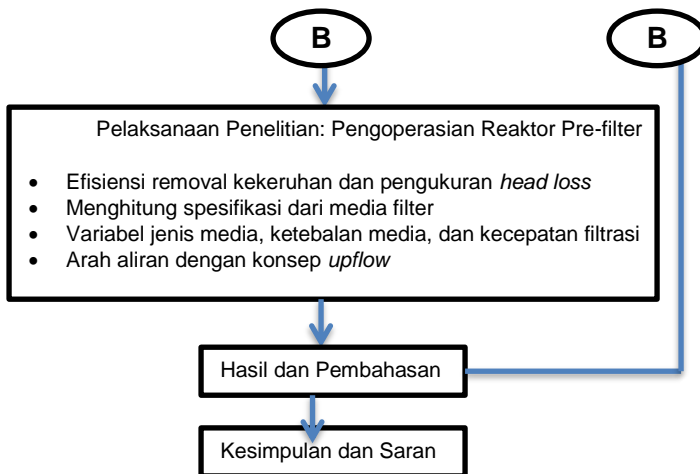 B
B
Pelaksanaan Penelitian: Pengoperasian Reaktor Pre-filter
• Efisiensi removal kekeruhan dan pengukuran head loss
• Menghitung spesifikasi dari media filter
• Variabel jenis media, ketebalan media, dan kecepatan filtrasi
• Arah aliran dengan konsep upflow
Hasil dan Pembahasan
Kesimpulan dan Saran